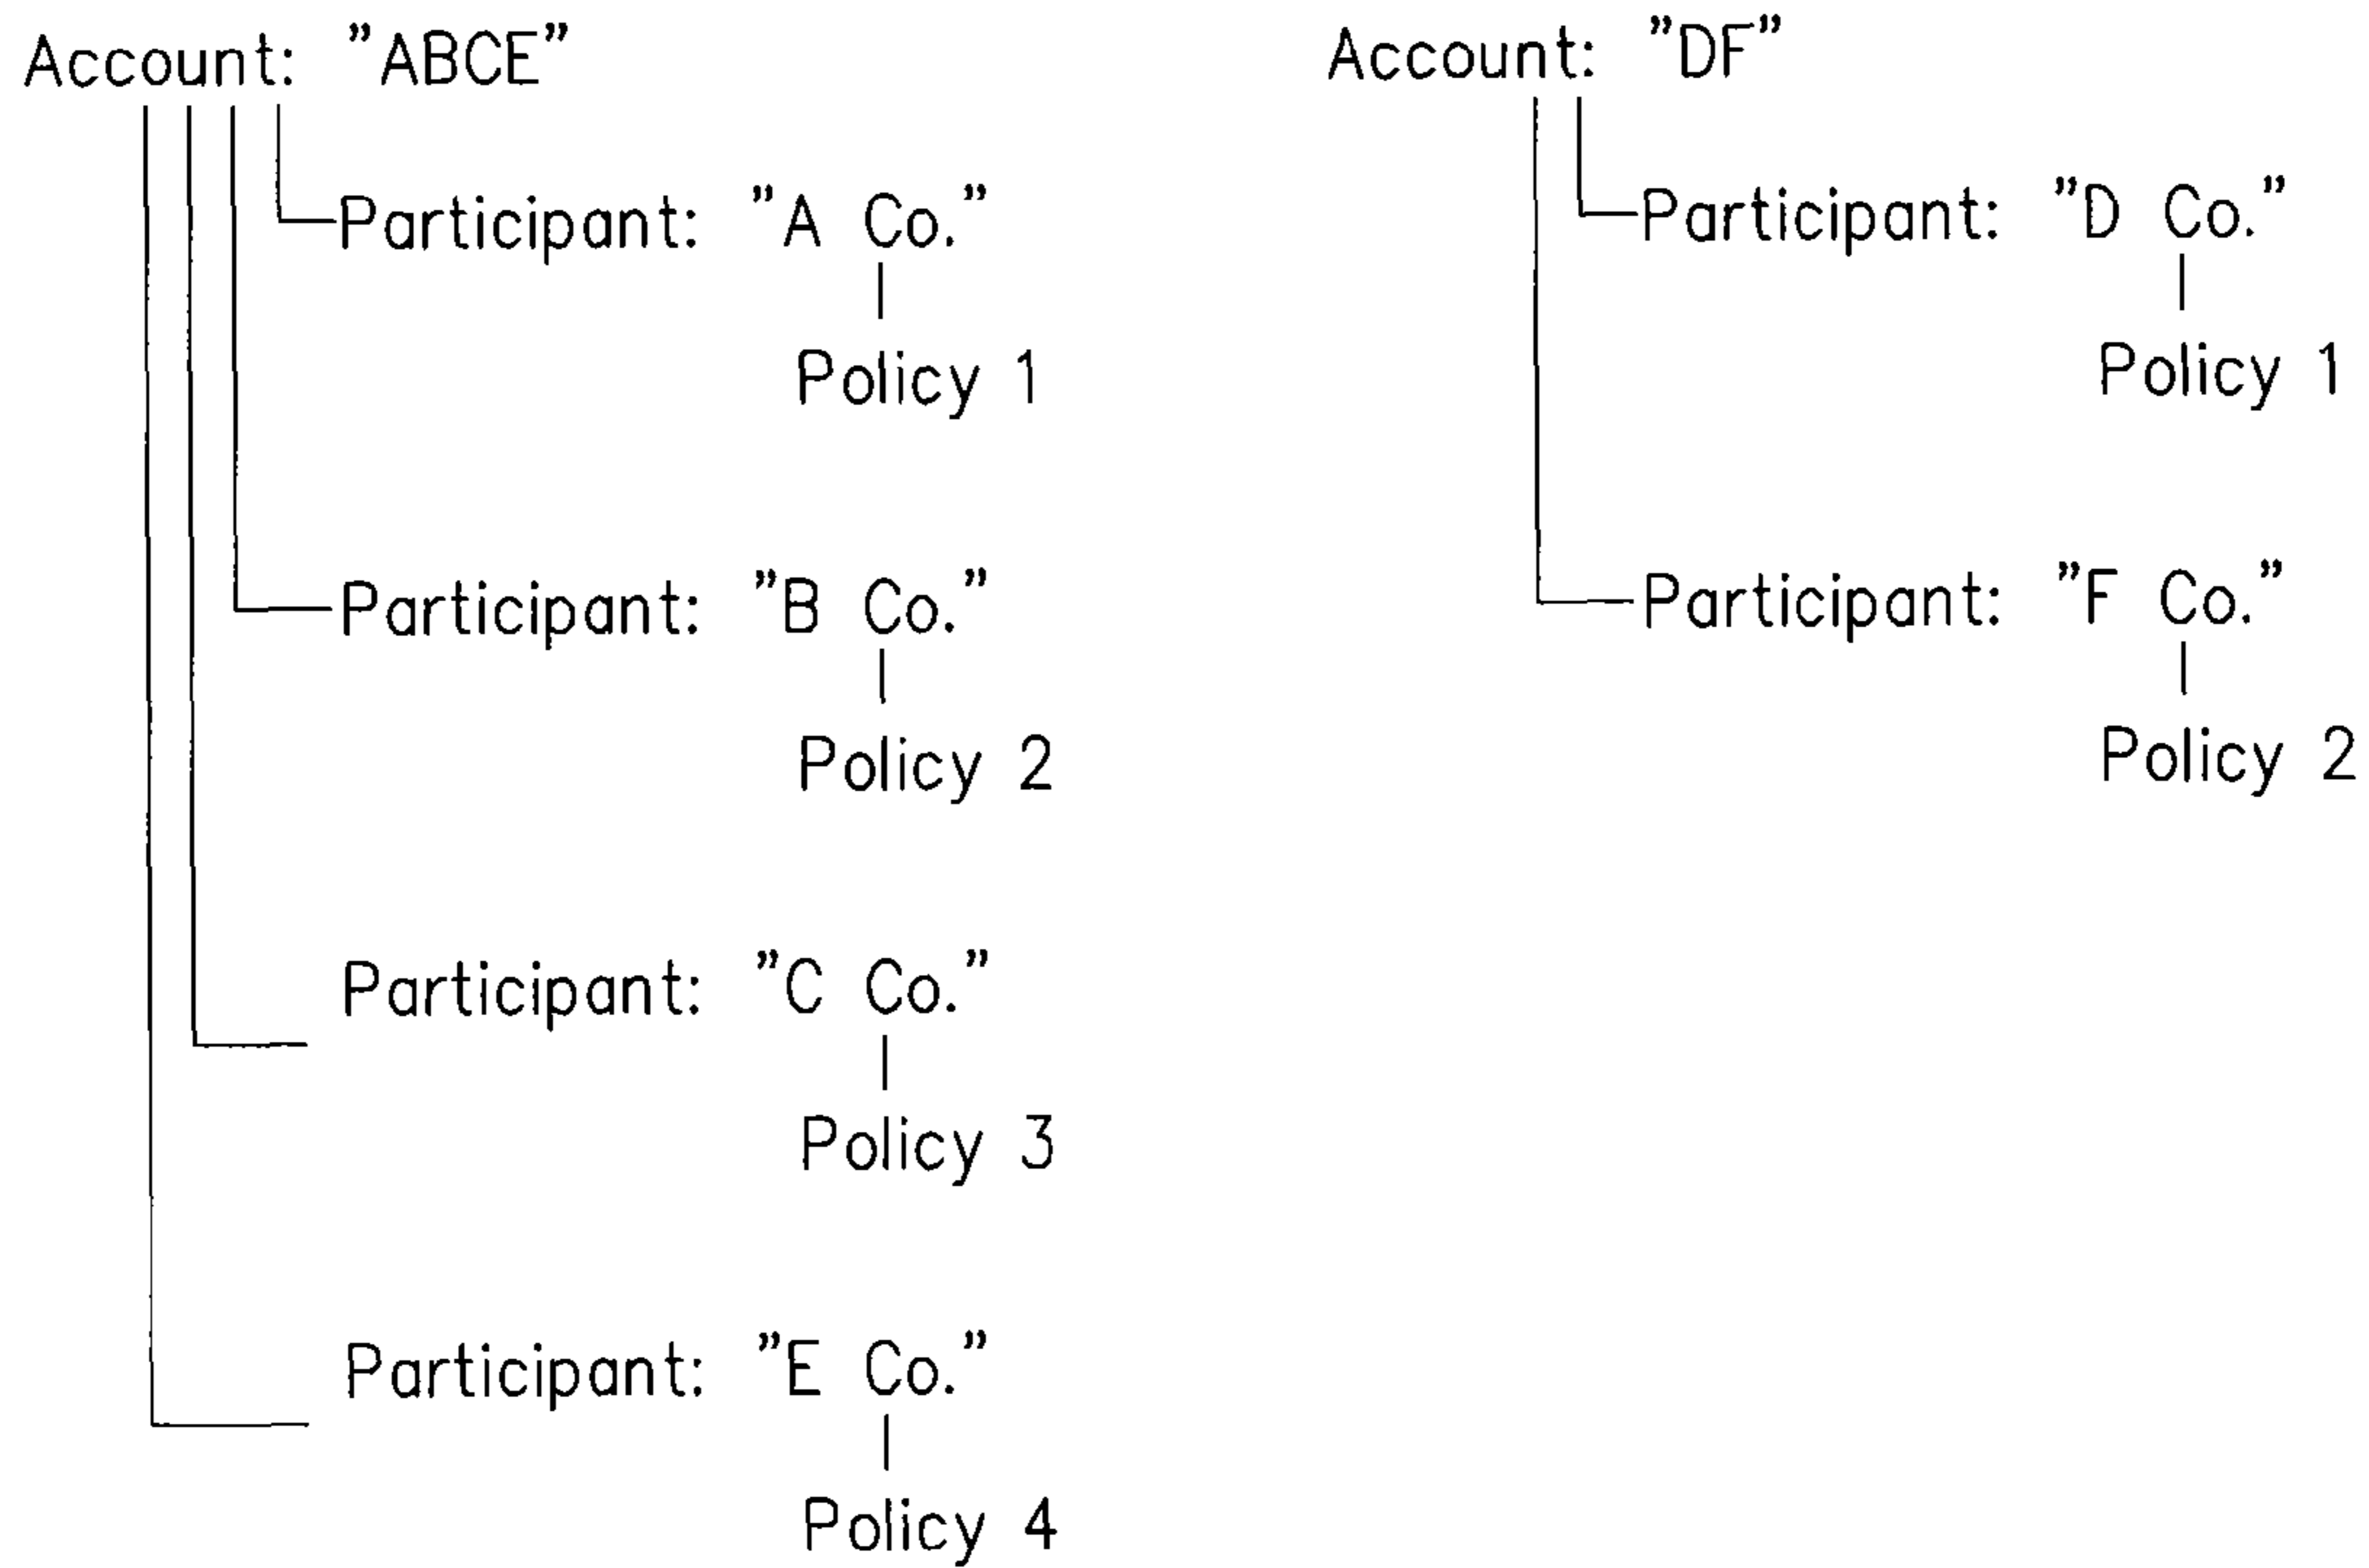 Account: "ABCE"
Participant: "A Co."
Policy 1
Participant: "B Co."
Policy 2
Participant: "C Co."
Policy 3
Participant: "E Co."
Policy 4
Account: "DF"
Participant: "D Co."
Policy 1
Participant: "F Co."
Policy 2